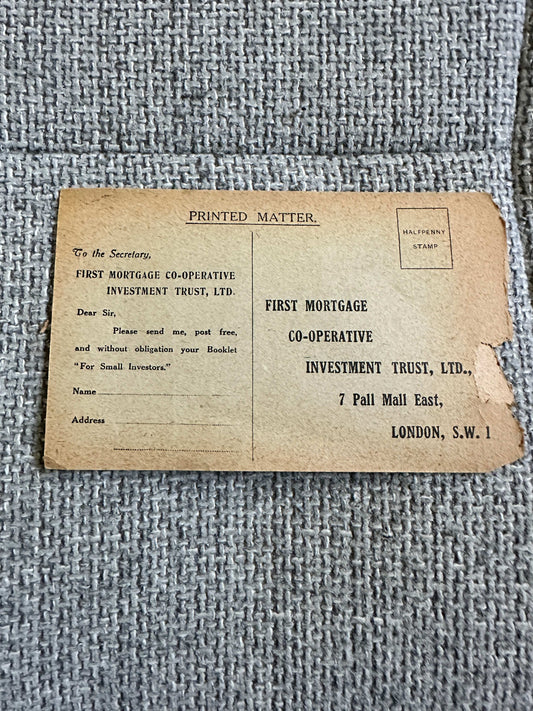 PRINTED MATTER.
HALFPENNY
STAMP
To the Secretary,
FIRST MORTGAGE CO-OPERATIVE
INVESTMENT TRUST, LTD.
Dear Sir,
Please send me, post free,
and without obligation your Booklet
"For Small Investors."
Name
Address
FIRST MORTGAGE
CO-OPERATIVE
INVESTMENT TRUST, LTD.,
7 Pall Mall East,
LONDON, S.W. 1